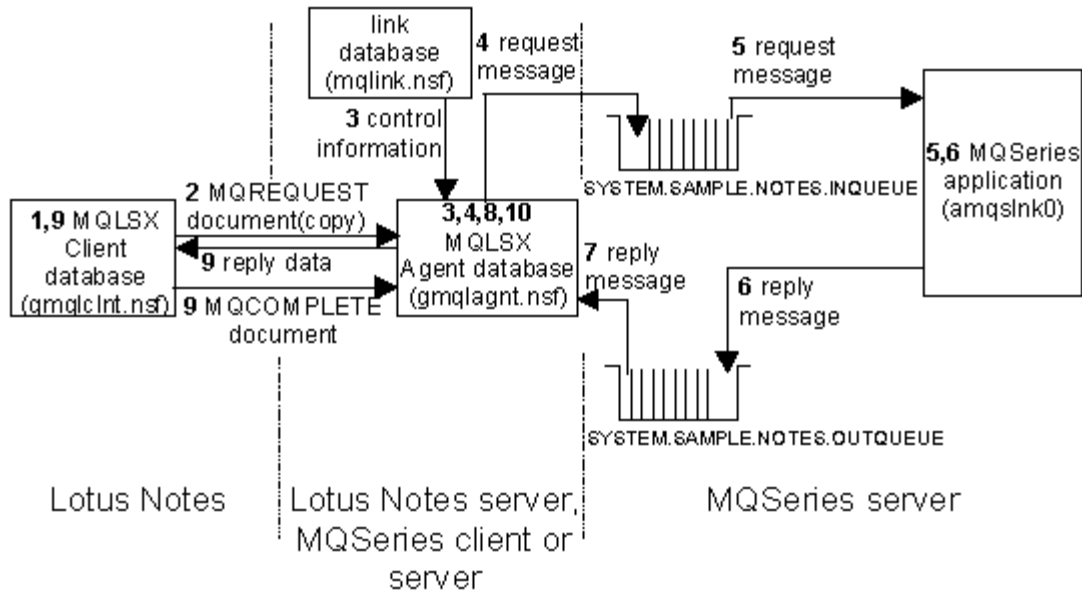 link
database
(mqlink.nsf)
4 request
message
5 request
message
3 control
information
SYSTEM.SAMPLE.NOTES.INQUEUE
5,6 MQSeries
application
(amqslnk0)
2 MQREQUEST
document(copy)
1,9 MQLSX
Client
database
(gmqlclnt.nsf)
9 reply data
9 MQCOMPLETE
document
3,4,8,10
MQLSX
Agent database
(gmqlagnt.nsf)
7 reply
message
6 reply
message
SYSTEM.SAMPLE.NOTES.OUTQUEUE
Lotus Notes
Lotus Notes server,
MQSeries client or
server
MQSeries server